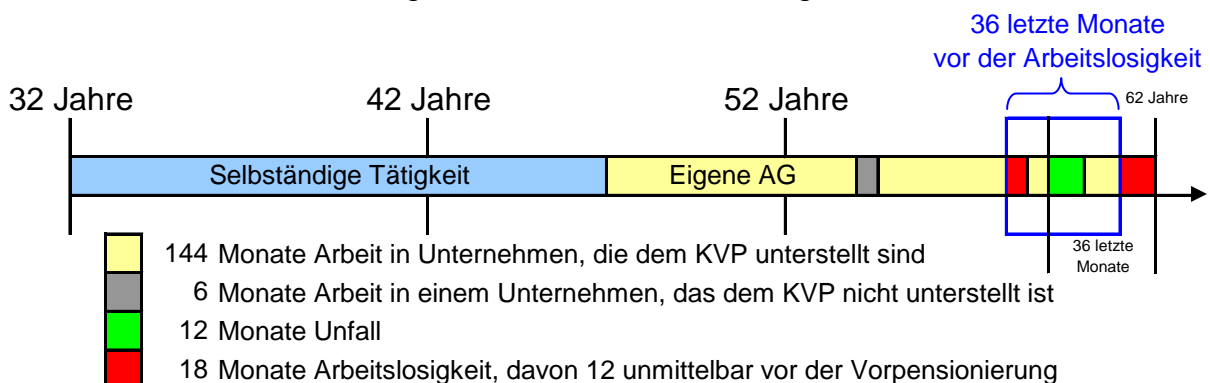 36 letzte Monate
vor der Arbeitslosigkeit
32 Jahre 42 Jahre 52 Jahre 62 Jahre
Selbständige Tätigkeit Eigene AG
36 letzte
Monate
144 Monate Arbeit in Unternehmen, die dem KVP unterstellt sind
6 Monate Arbeit in einem Unternehmen, das dem KVP nicht unterstellt ist
12 Monate Unfall
18 Monate Arbeitslosigkeit, davon 12 unmittelbar vor der Vorpensionierung